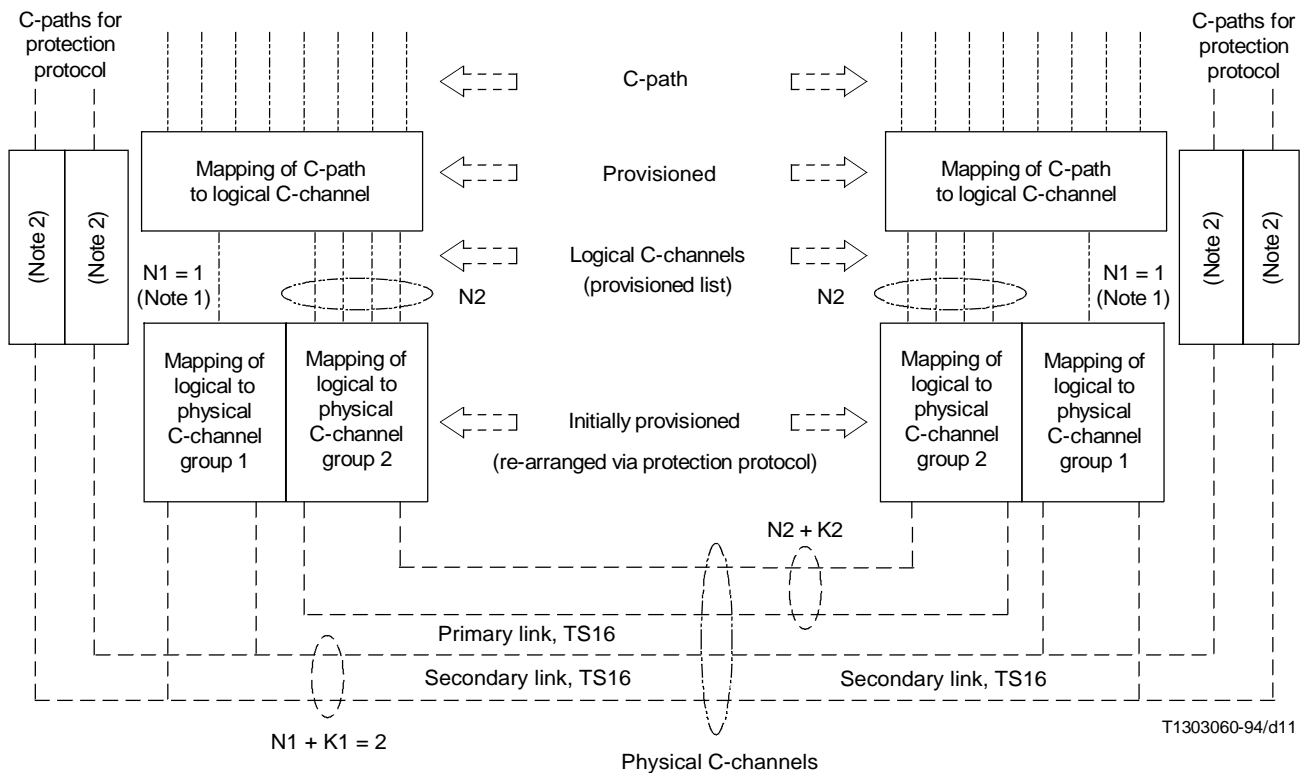 C-paths for
protection
protocol
C-path
C-paths for
protection
protocol
Mapping of C-path
to logical C-channel
Provisioned
Mapping of C-path
to logical C-channel
(Note 2)
(Note 2)
(Note 2)
(Note 2)
N1 = 1
(Note 1)
N2
Logical C-channels
(provisioned list)
N2
N1 = 1
(Note 1)
Mapping of
logical to
physical
C-channel
group 1
Mapping of
logical to
physical
C-channel
group 2
Initially provisioned
(re-arranged via protection protocol)
Mapping of
logical to
physical
C-channel
group 2
Mapping of
logical to
physical
C-channel
group 1
N2 + K2
Primary link, TS16
Secondary link, TS16
Secondary link, TS16
N1 + K1 = 2
Physical C-channels
T1303060-94/d11